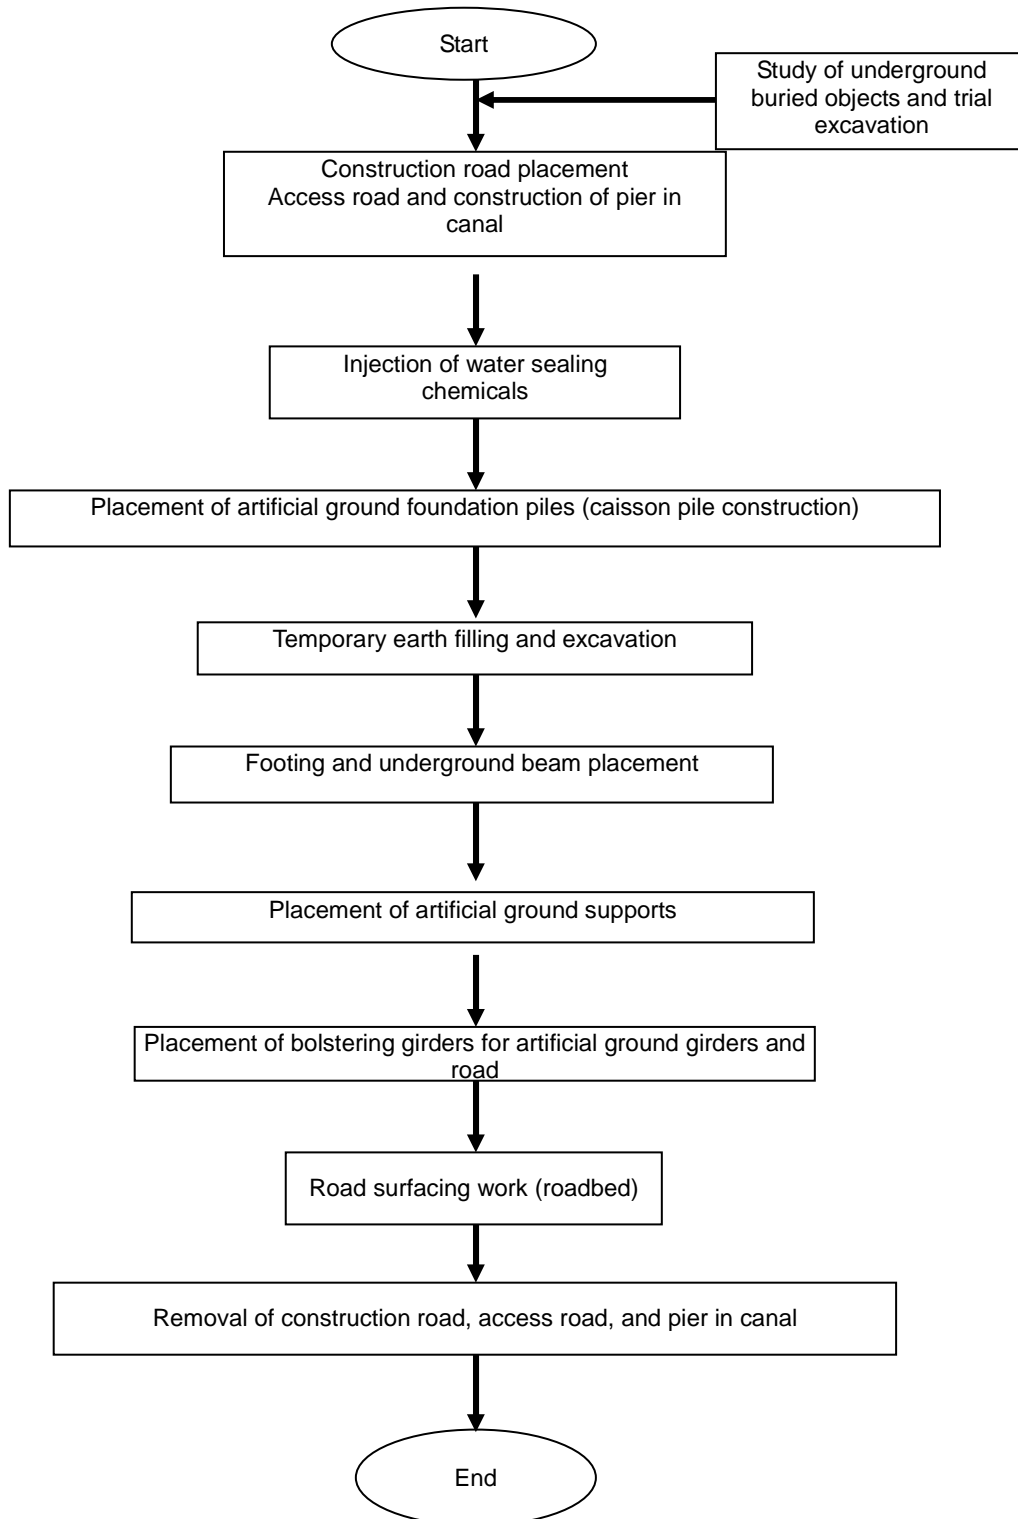 Start
Study of underground
buried objects and trial
excavation
Construction road placement
Access road and construction of pier in
canal
Injection of water sealing
chemicals
Placement of artificial ground foundation piles (caisson pile construction)
Temporary earth filling and excavation
Footing and underground beam placement
Placement of artificial ground supports
Placement of bolstering girders for artificial ground girders and
road
Road surfacing work (roadbed)
Removal of construction road, access road, and pier in canal
End